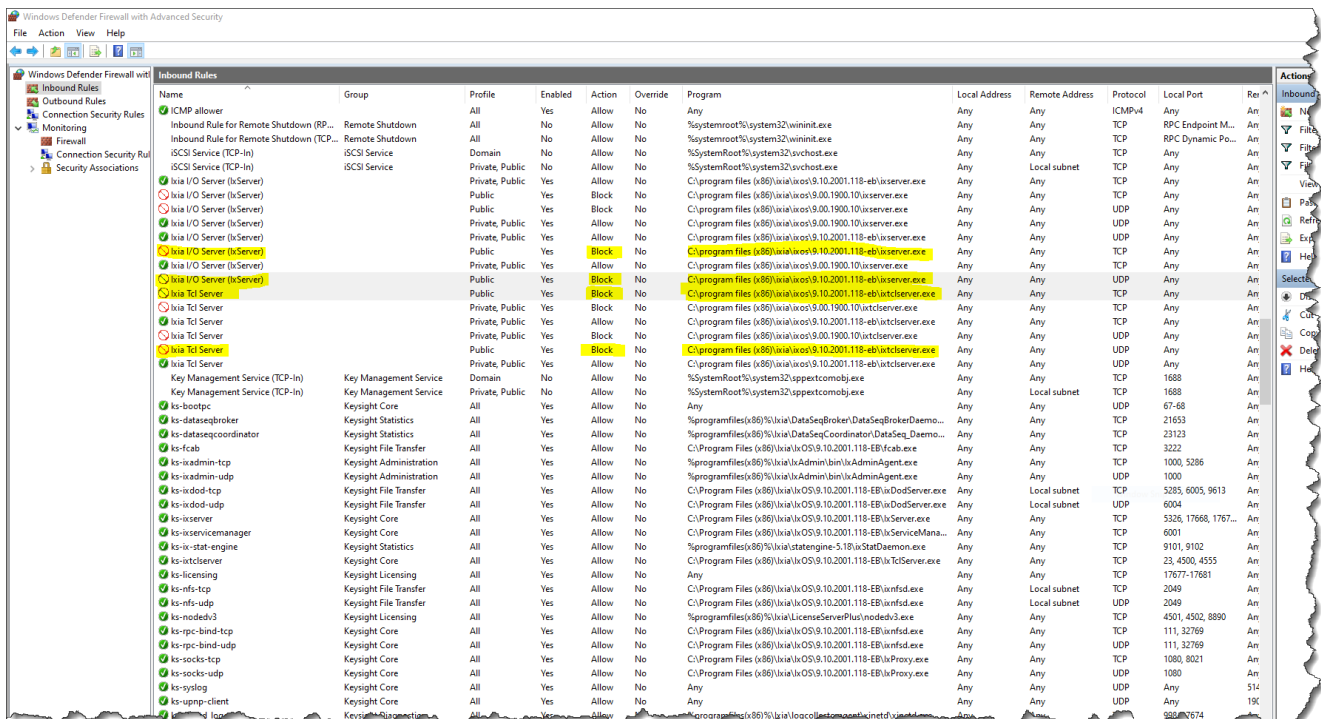 Windows Defender Firewall with Advanced Security
File Action View Help
Windows Defender Firewall witl
Inbound Rules
Outbound Rules
Connection Security Rules
Monitoring
Firewall
Connection Security Rul
Security Associations
Inbound Rules
Name Group Profile Enabled Action Override Program Local Address Remote Address Protocol Local Port
ICMP allower All Yes Allow No Any Any Any ICMPv4 Any
Inbound Rule for Remote Shutdown (RP... Remote Shutdown All No Allow No %systemroot%\system32\wininit.exe Any Any TCP RPC Endpoint M...
Inbound Rule for Remote Shutdown (TCP... Remote Shutdown All No Allow No %systemroot%\system32\wininit.exe Any Any TCP RPC Dynamic Po...
iSCSI Service (TCP-In) iSCSI Service Domain No Allow No %SystemRoot%\system32\svchost.exe Any Any TCP Any
iSCSI Service (TCP-In) iSCSI Service Private, Public No Allow No %SystemRoot%\system32\svchost.exe Any Local subnet TCP Any
Ixia I/O Server (IxServer) Private, Public Yes Allow No C:\program files (x86)\ixia\ixos\9.10.2001.118-eb\ixserver.exe Any Any TCP Any
Ixia I/O Server (IxServer) Public Yes Block No C:\program files (x86)\ixia\ixos\9.00.1900.10\ixserver.exe Any Any TCP Any
Ixia I/O Server (IxServer) Public Yes Block No C:\program files (x86)\ixia\ixos\9.00.1900.10\ixserver.exe Any Any UDP Any
Ixia I/O Server (IxServer) Private, Public Yes Allow No C:\program files (x86)\ixia\ixos\9.00.1900.10\ixserver.exe Any Any UDP Any
Ixia I/O Server (IxServer) Private, Public Yes Allow No C:\program files (x86)\ixia\ixos\9.10.2001.118-eb\ixserver.exe Any Any UDP Any
Ixia I/O Server (IxServer) Public Yes Block No C:\program files (x86)\ixia\ixos\9.10.2001.118-eb\ixserver.exe Any Any TCP Any
Ixia I/O Server (IxServer) Private, Public Yes Allow No C:\program files (x86)\ixia\ixos\9.00.1900.10\ixserver.exe Any Any TCP Any
Ixia I/O Server (IxServer) Public Yes Block No C:\program files (x86)\ixia\ixos\9.10.2001.118-eb\ixserver.exe Any Any UDP Any
Ixia Tcl Server Public Yes Block No C:\program files (x86)\ixia\ixos\9.10.2001.118-eb\ixtclserver.exe Any Any TCP Any
Ixia Tcl Server Private, Public Yes Block No C:\program files (x86)\ixia\ixos\9.00.1900.10\ixtclserver.exe Any Any TCP Any
Ixia Tcl Server Private, Public Yes Allow No C:\program files (x86)\ixia\ixos\9.10.2001.118-eb\ixtclserver.exe Any Any TCP Any
Ixia Tcl Server Private, Public Yes Block No C:\program files (x86)\ixia\ixos\9.00.1900.10\ixtclserver.exe Any Any UDP Any
Ixia Tcl Server Public Yes Block No C:\program files (x86)\ixia\ixos\9.10.2001.118-eb\ixtclserver.exe Any Any UDP Any
Ixia Tcl Server Private, Public Yes Allow No C:\program files (x86)\ixia\ixos\9.10.2001.118-eb\ixtclserver.exe Any Any UDP Any
Key Management Service (TCP-In) Key Management Service Domain No Allow No %SystemRoot%\system32\sppextcomobj.exe Any Any TCP 1688
Key Management Service (TCP-In) Key Management Service Private, Public No Allow No %SystemRoot%\system32\sppextcomobj.exe Any Local subnet TCP 1688
ks-bootpc Keysight Core All Yes Allow No Any Any Any UDP 67-68
ks-dataseqbroker Keysight Statistics All Yes Allow No %programfiles(x86)%\Ixia\DataSeqBroker\DataSeqBrokerDaemo... Any Any TCP 21653
ks-dataseqcoordinator Keysight Statistics All Yes Allow No %programfiles(x86)%\Ixia\DataSeqCoordinator\DataSeq_Daemo... Any Any TCP 23123
ks-fcab Keysight File Transfer All Yes Allow No C:\Program Files (x86)\Ixia\IxOS\9.10.2001.118-EB\fcab.exe Any Any TCP 3222
ks-ixadmin-tcp Keysight Administration All Yes Allow No %programfiles(x86)%\Ixia\IxAdmin\bin\IxAdminAgent.exe Any Any TCP 1000, 5286
ks-ixadmin-udp Keysight Administration All Yes Allow No %programfiles(x86)%\Ixia\IxAdmin\bin\IxAdminAgent.exe Any Any UDP 1000
ks-ixdod-tcp Keysight File Transfer All Yes Allow No C:\Program Files (x86)\Ixia\IxOS\9.10.2001.118-EB\ixDodServer.exe Any Local subnet TCP 5285, 6005, 9613
ks-ixdod-udp Keysight File Transfer All Yes Allow No C:\Program Files (x86)\Ixia\IxOS\9.10.2001.118-EB\ixDodServer.exe Any Local subnet UDP 6004
ks-ixserver Keysight Core All Yes Allow No C:\Program Files (x86)\Ixia\IxOS\9.10.2001.118-EB\IxServer.exe Any Any TCP 5326, 17668, 1767...
ks-ixservicemanager Keysight Core All Yes Allow No C:\Program Files (x86)\Ixia\IxOS\9.10.2001.118-EB\IxServiceMana... Any Any TCP 6001
ks-ix-stat-engine Keysight Statistics All Yes Allow No %programfiles(x86)%\Ixia\statengine-5.18\ixStatDaemon.exe Any Any TCP 9101, 9102
ks-ixtclserver Keysight Core All Yes Allow No C:\Program Files (x86)\Ixia\IxOS\9.10.2001.118-EB\IxTclServer.exe Any Any TCP 23, 4500, 4555
ks-licensing Keysight Licensing All Yes Allow No Any Any Any TCP 17677-17681
ks-nfs-tcp Keysight File Transfer All Yes Allow No C:\Program Files (x86)\Ixia\IxOS\9.10.2001.118-EB\ixnfsd.exe Any Local subnet TCP 2049
ks-nfs-udp Keysight File Transfer All Yes Allow No C:\Program Files (x86)\Ixia\IxOS\9.10.2001.118-EB\ixnfsd.exe Any Local subnet UDP 2049
ks-nodedv3 Keysight Licensing All Yes Allow No %programfiles(x86)%\Ixia\LicenseServerPlus\nodedv3.exe Any Any TCP 4501, 4502, 8890
ks-rpc-bind-tcp Keysight Core All Yes Allow No C:\Program Files (x86)\Ixia\IxOS\9.10.2001.118-EB\ixnfsd.exe Any Any TCP 111, 32769
ks-rpc-bind-udp Keysight Core All Yes Allow No C:\Program Files (x86)\Ixia\IxOS\9.10.2001.118-EB\ixnfsd.exe Any Any UDP 111, 32769
ks-socks-tcp Keysight Core All Yes Allow No C:\Program Files (x86)\Ixia\IxOS\9.10.2001.118-EB\IxProxy.exe Any Any TCP 1080, 8021
ks-socks-udp Keysight Core All Yes Allow No C:\Program Files (x86)\Ixia\IxOS\9.10.2001.118-EB\IxProxy.exe Any Any UDP 1080
ks-syslog Keysight Core All Yes Allow No Any Any Any UDP Any 514
ks-upnp-client Keysight Core All Yes Allow No Any Any Any UDP Any 190
Actions
Inbound
View